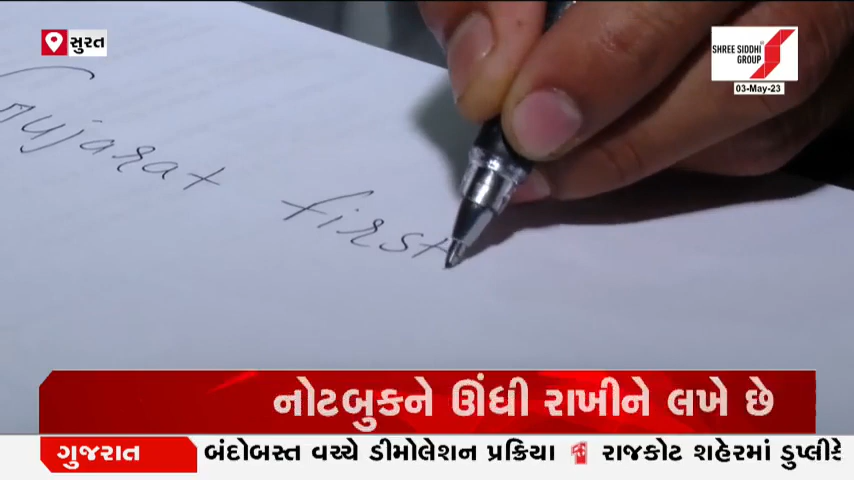 સુરત
SHREE SIDDHI
GROUP
03-May-23
Gujarat first
નોટબુકને ઊંધી રાખીને લખે છે
ગુજરાત
બંદોબસ્ત વચ્ચે ડીમોલેશન પ્રક્રિયા રાજકોટ શહેરમાં